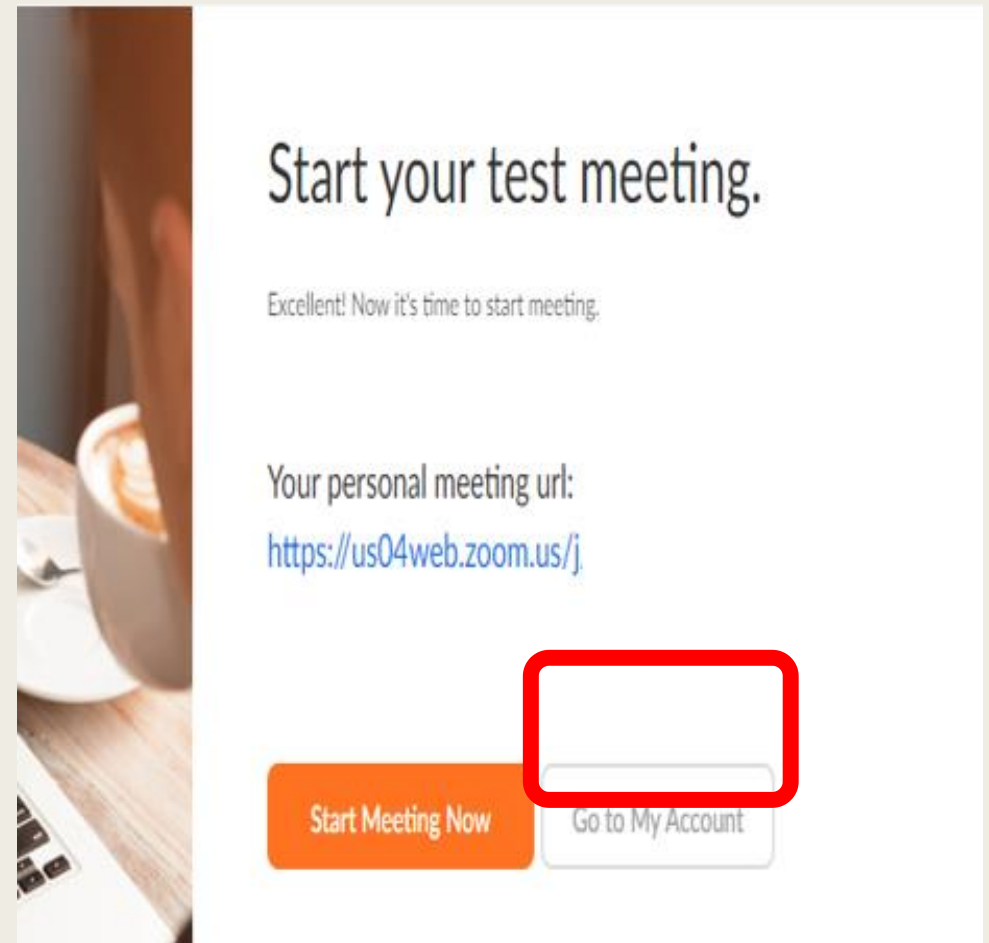 Start your test meeting.
Excellent! Now it's time to start meeting.
Your personal meeting url:
https://us04web.zoom.us/j
Start Meeting Now
Go to My Account